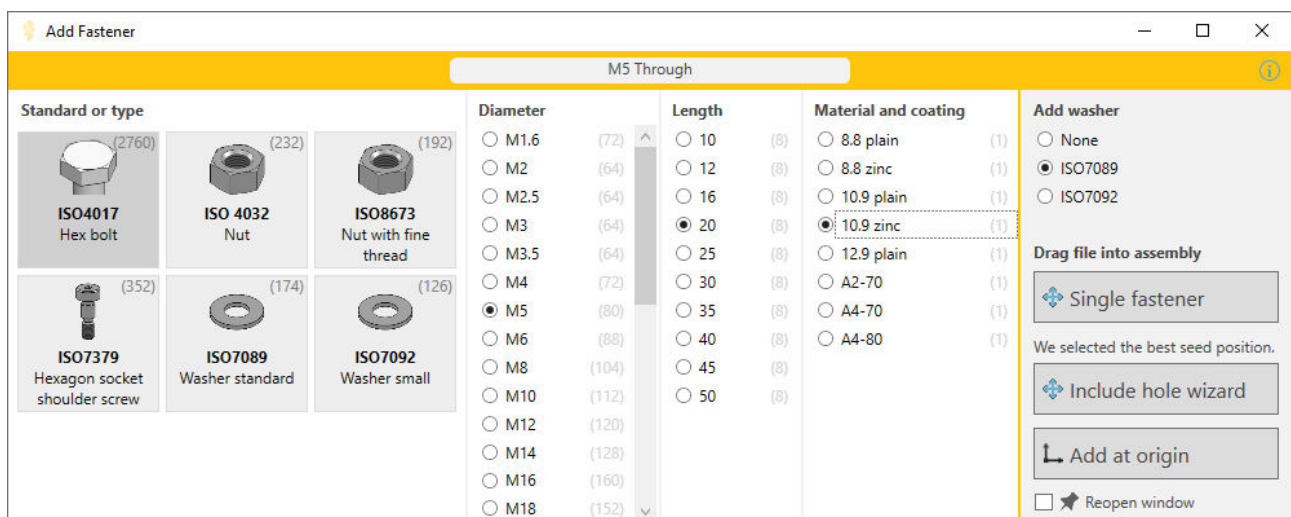 Add Fastener
M5 Through
Standard or type
(2760)
ISO4017
Hex bolt
(232)
ISO 4032
Nut
(192)
ISO8673
Nut with fine
thread
(352)
ISO7379
Hexagon socket
shoulder screw
(174)
ISO7089
Washer standard
(126)
ISO7092
Washer small
Diameter
M1.6 (72)
M2 (64)
M2.5 (64)
M3 (64)
M3.5 (64)
M4 (72)
M5 (80)
M6 (88)
M8 (104)
M10 (112)
M12 (120)
M14 (128)
M16 (160)
M18 (152)
Length
10 (8)
12 (8)
16 (8)
20 (8)
25 (8)
30 (8)
35 (8)
40 (8)
45 (8)
50 (8)
Material and coating
8.8 plain (1)
8.8 zinc (1)
10.9 plain (1)
10.9 zinc (1)
12.9 plain (1)
A2-70 (1)
A4-70 (1)
A4-80 (1)
Add washer
None
ISO7089
ISO7092
Drag file into assembly
Single fastener
We selected the best seed position.
Include hole wizard
Add at origin
Reopen window